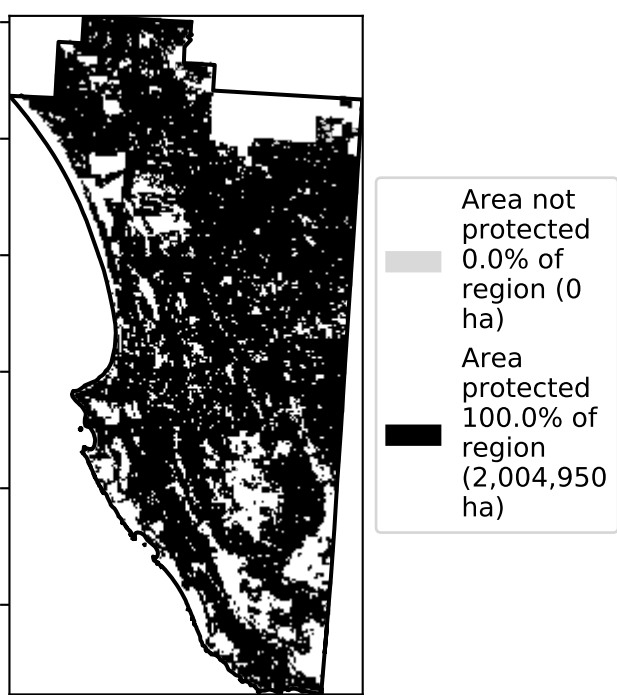 Area not
protected
0.0% of
region (0
ha)
Area
protected
100.0% of
region
(2,004,950
ha)